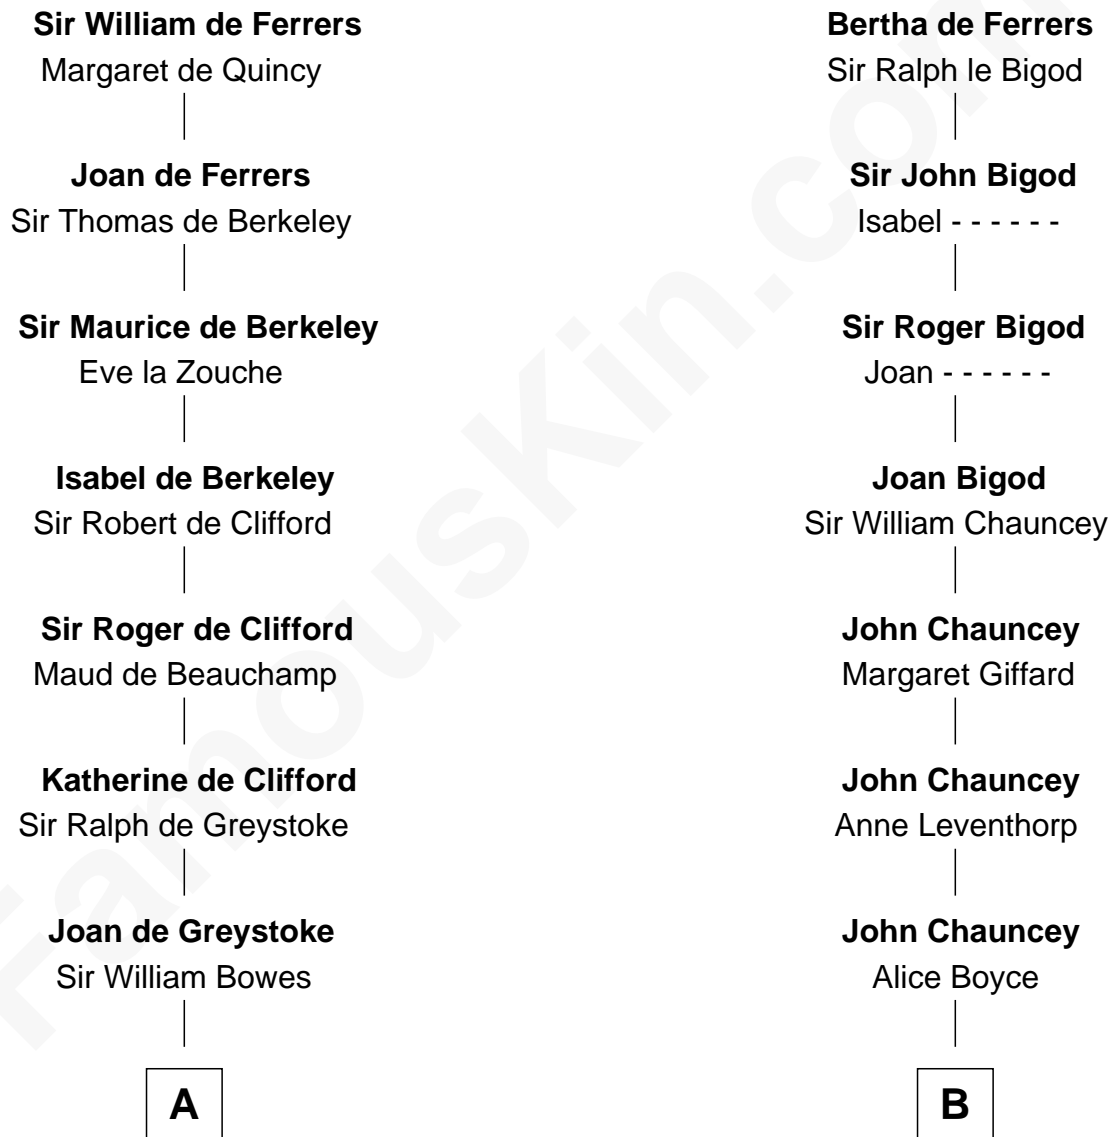 Sir William de Ferrers
Margaret de Quincy
Joan de Ferrers
Sir Thomas de Berkeley
Sir Maurice de Berkeley
Eve la Zouche
Isabel de Berkeley
Sir Robert de Clifford
Sir Roger de Clifford
Maud de Beauchamp
Katherine de Clifford
Sir Ralph de Greystoke
Joan de Greystoke
Sir William Bowes
A
Bertha de Ferrers
Sir Ralph le Bigod
Sir John Bigod
Isabel - - - - - -
Sir Roger Bigod
Joan - - - - - -
Joan Bigod
Sir William Chauncey
John Chauncey
Margaret Giffard
John Chauncey
Anne Leventhorp
John Chauncey
Alice Boyce
B
FamousKin.com